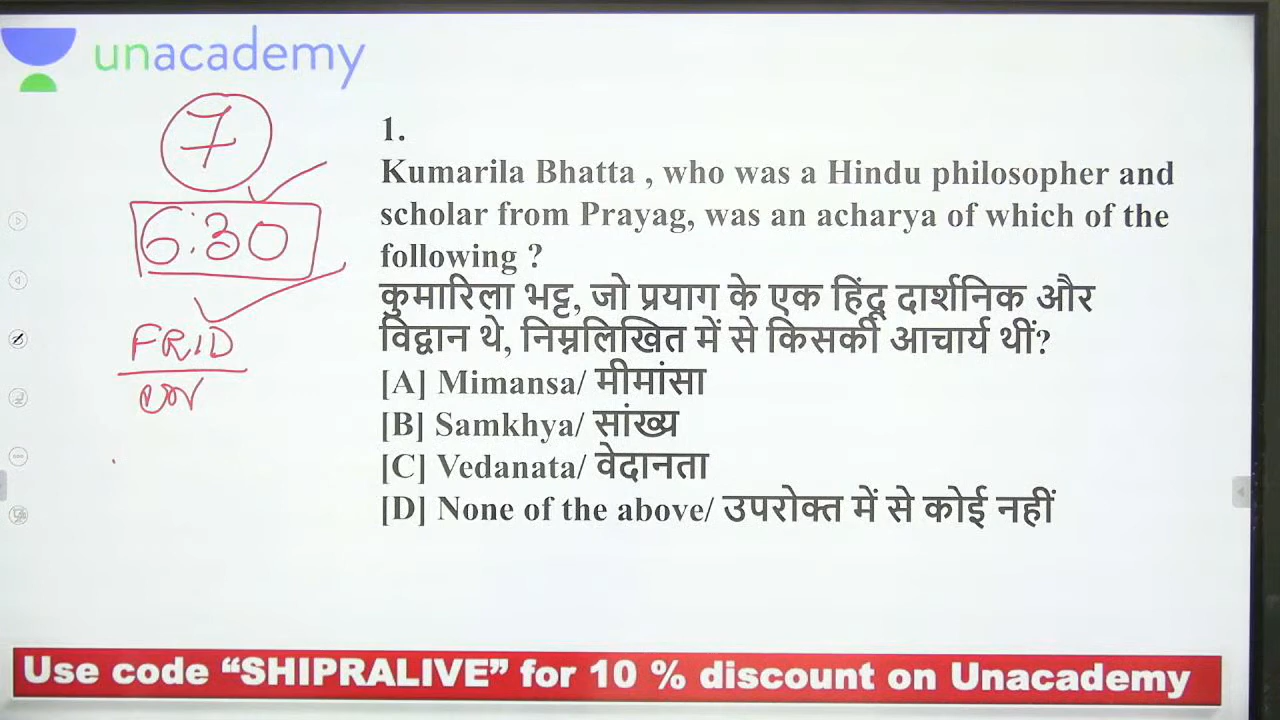 unacademy
7
6:30
FRID
1.
Kumarila Bhatta , who was a Hindu philosopher and
scholar from Prayag, was an acharya of which of the
following ?
कुमारिला भट्ट, जो प्रयाग के एक हिंदू दार्शनिक और
विद्वान थे, निम्नलिखित में से किसकी आचार्य थीं?
[A] Mimansa/ मीमांसा
[B] Samkhya/ सांख्य
[C] Vedanata/ वेदानता
[D] None of the above/ उपरोक्त में से कोई नहीं
Use code “SHIPRALIVE” for 10 % discount on Unacademy